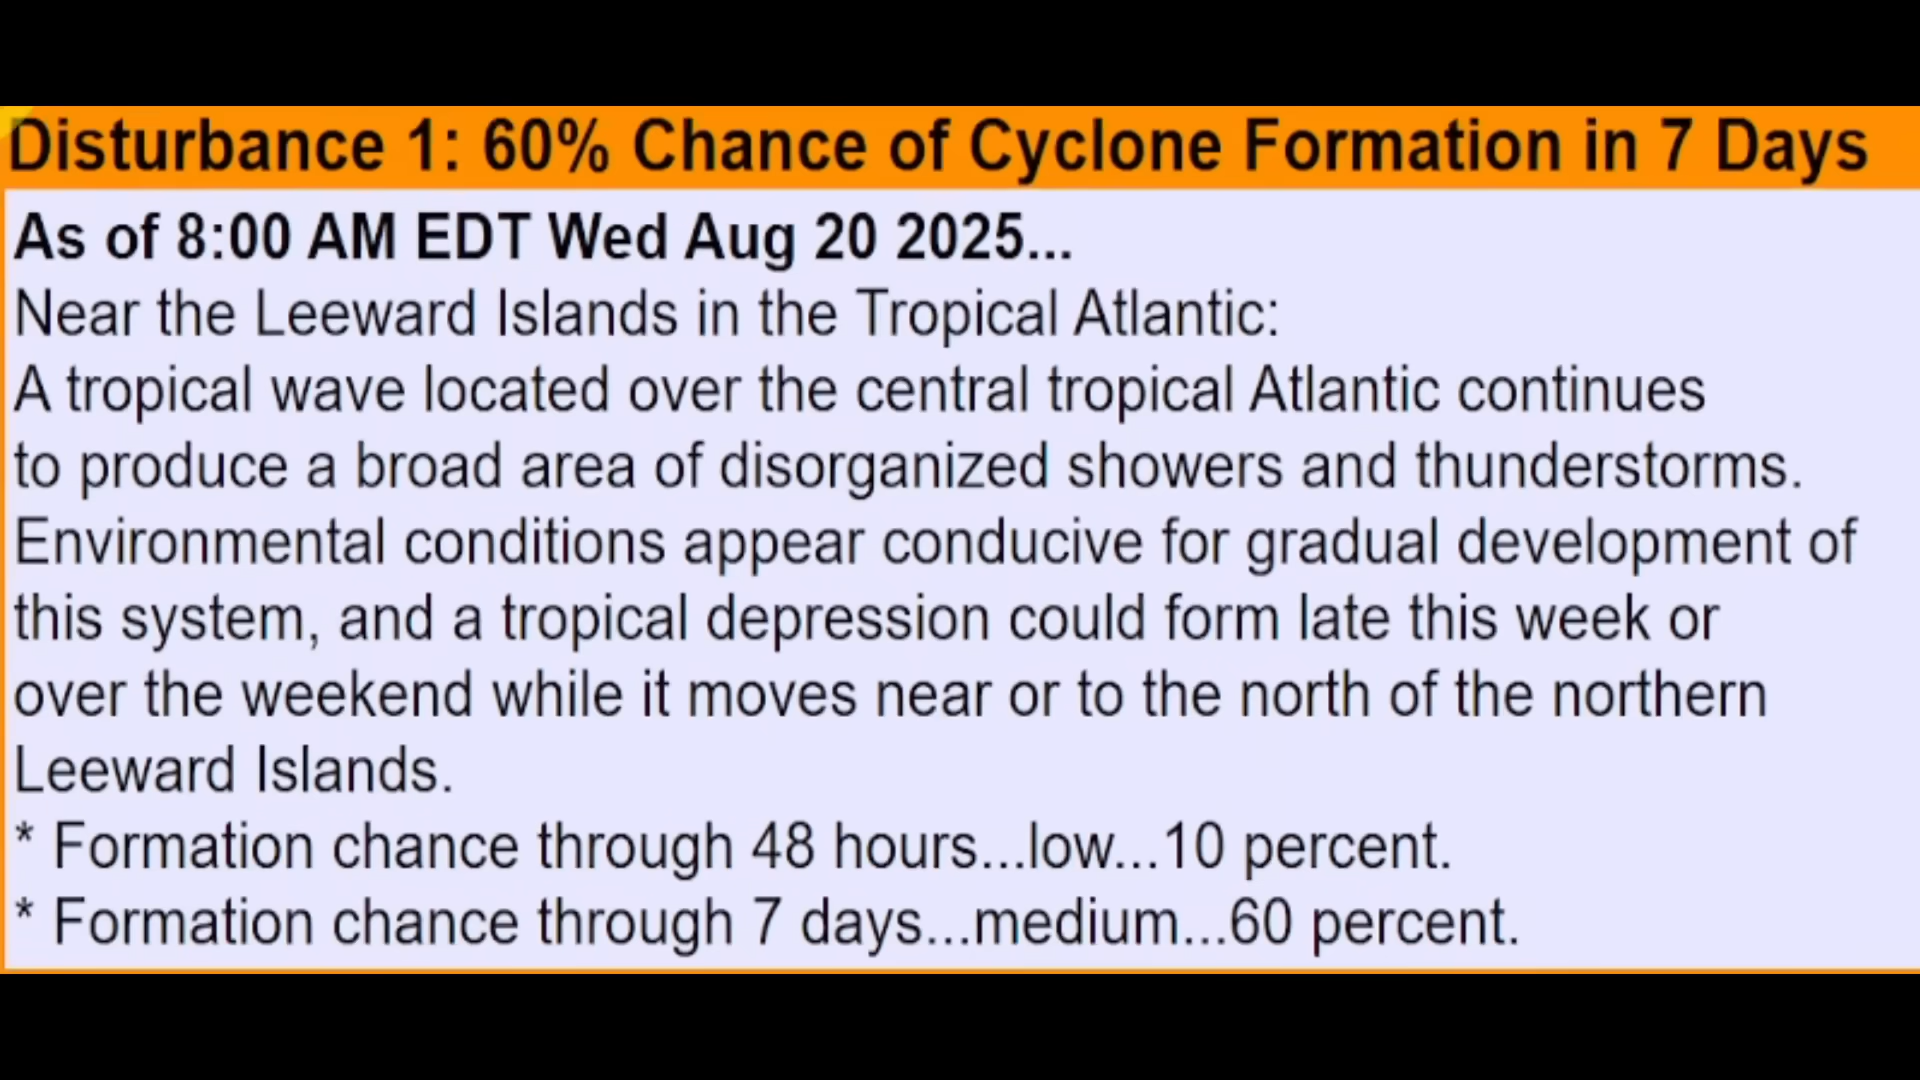 Disturbance 1: 60% Chance of Cyclone Formation in 7 Days
As of 8:00 AM EDT Wed Aug 20 2025...
Near the Leeward Islands in the Tropical Atlantic:
A tropical wave located over the central tropical Atlantic continues
to produce a broad area of disorganized showers and thunderstorms.
Environmental conditions appear conducive for gradual development of
this system, and a tropical depression could form late this week or
over the weekend while it moves near or to the north of the northern
Leeward Islands.
* Formation chance through 48 hours...low...10 percent.
* Formation chance through 7 days...medium...60 percent.